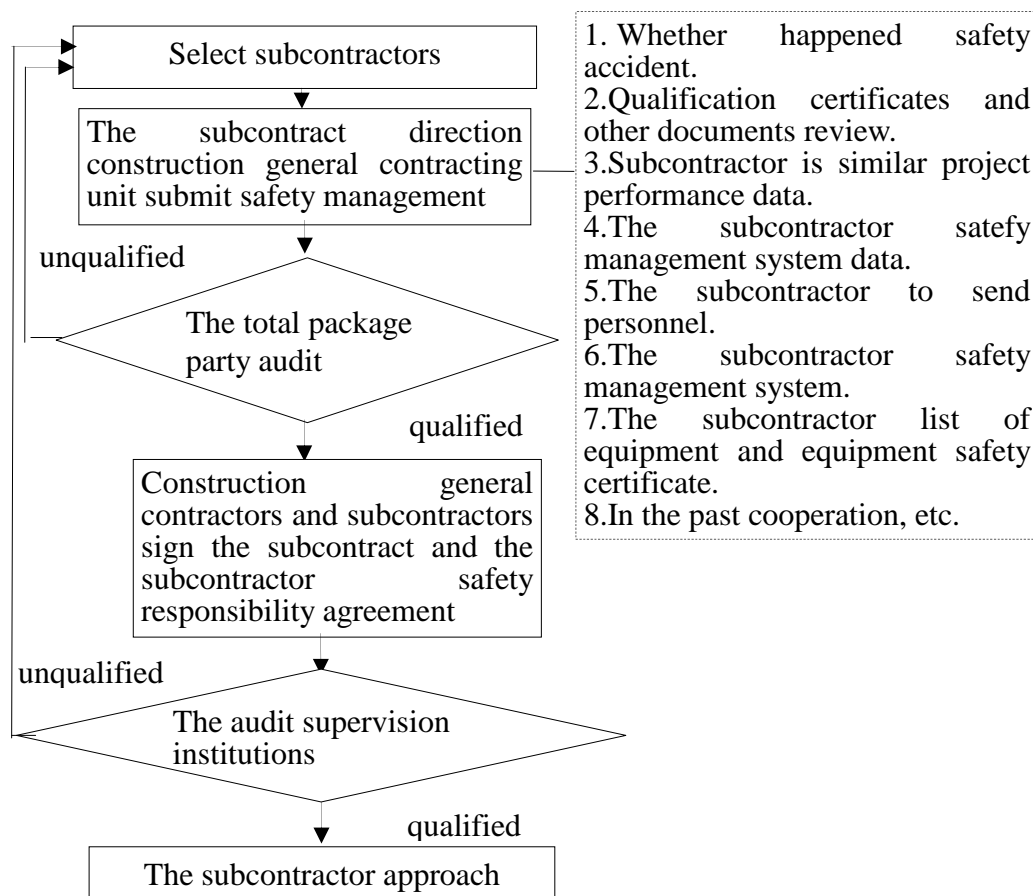 Select subcontractors
The subcontract direction
construction general contracting
unit submit safety management
unqualified
The total package
party audit
qualified
Construction general
contractors and subcontractors
sign the subcontract and the
subcontractor safety
responsibility agreement
unqualified
The audit supervision
institutions
qualified
The subcontractor approach
1. Whether happened safety
accident.
2.Qualification certificates and
other documents review.
3.Subcontractor is similar project
performance data.
4.The subcontractor satefy
management system data.
5.The subcontractor to send
personnel.
6.The subcontractor safety
management system.
7.The subcontractor list of
equipment and equipment safety
certificate.
8.In the past cooperation, etc.